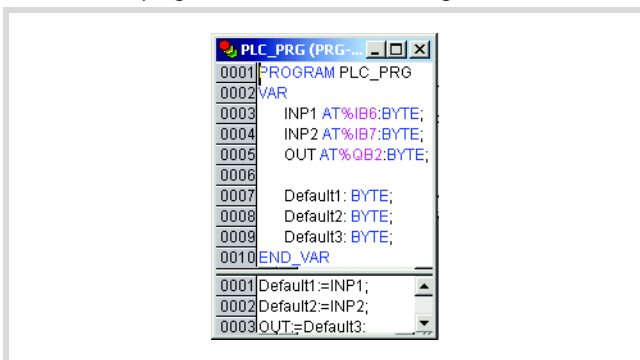 PLC_PRG (PRG-...
0001 PROGRAM PLC_PRG
0002 VAR
0003 INP1 AT%IB6:BYTE;
0004 INP2 AT%IB7:BYTE;
0005 OUT AT%QB2:BYTE;
0006
0007 Default1: BYTE;
0008 Default2: BYTE;
0009 Default3: BYTE;
0010 END_VAR
0001 Default1:=INP1;
0002 Default2:=INP2;
0003 OUT:=Default3;